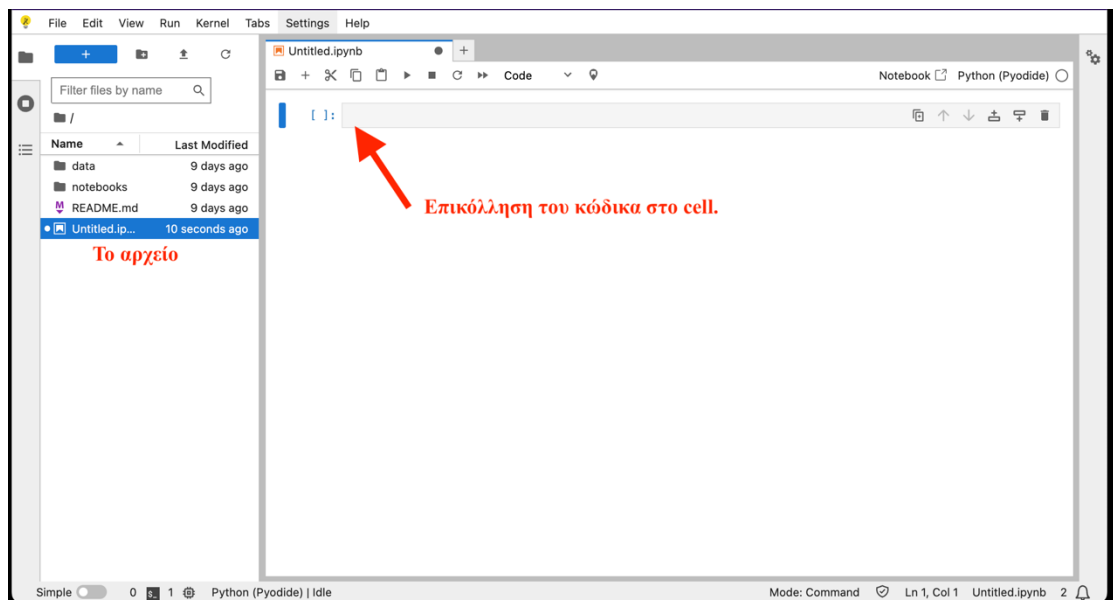 File Edit View Run Kernel Tabs Settings Help
Untitled.ipynb
Code
Notebook Python (Pyodide)
Filter files by name
/
Name Last Modified
data 9 days ago
notebooks 9 days ago
README.md 9 days ago
Untitled.ip... 10 seconds ago
Το αρχείο
[ ]:
Επικόλληση του κώδικα στο cell.
Simple 0 1 Python (Pyodide) | Idle Mode: Command Ln 1, Col 1 Untitled.ipynb 2